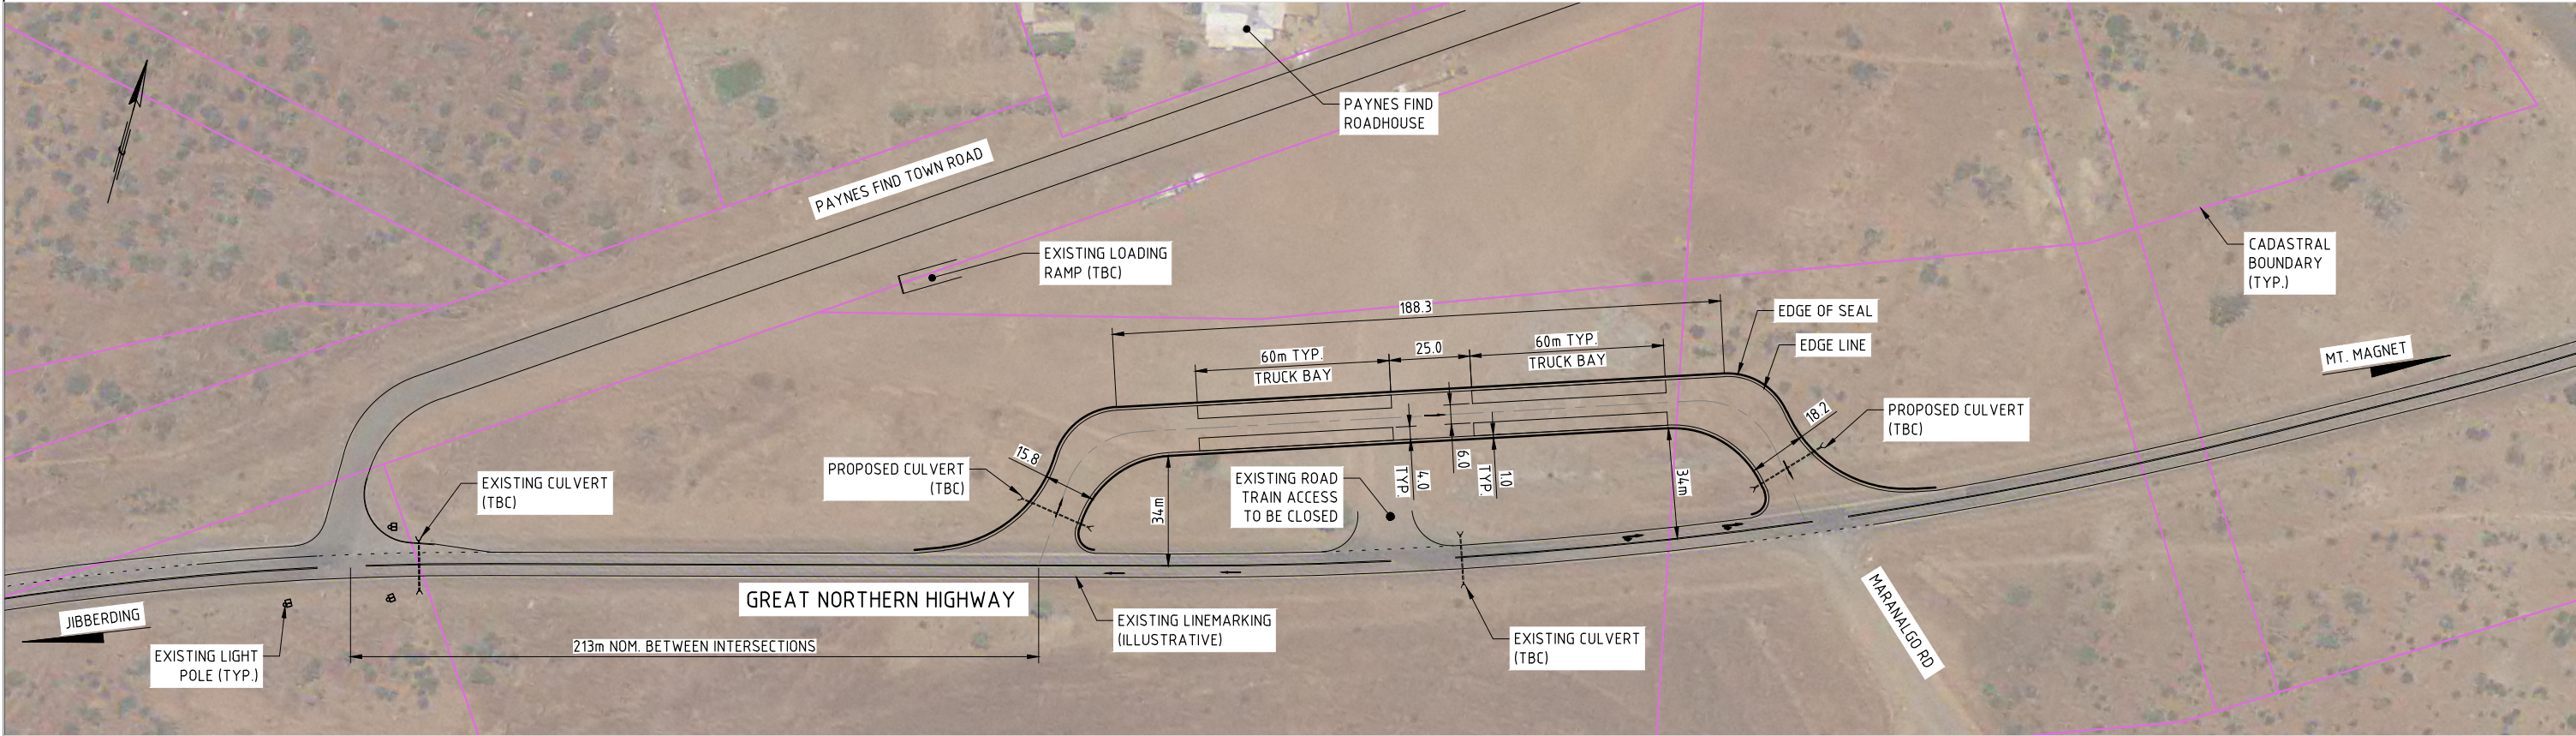 PAYNES FIND
ROADHOUSE
PAYNES FIND TOWN ROAD
EXISTING LOADING
RAMP (TBC)
CADASTRAL
BOUNDARY
(TYP.)
188.3
EDGE OF SEAL
EDGE LINE
60m TYP.
TRUCK BAY
25.0
60m TYP.
TRUCK BAY
MT. MAGNET
18.2
PROPOSED CULVERT
(TBC)
15.8
PROPOSED CULVERT
(TBC)
EXISTING CULVERT
(TBC)
EXISTING ROAD
TRAIN ACCESS
TO BE CLOSED
34m
TYP.
4.0
6.0
TYP.
1.0
34m
GREAT NORTHERN HIGHWAY
JIBBERDING
EXISTING LIGHT
POLE (TYP.)
213m NOM. BETWEEN INTERSECTIONS
EXISTING LINEMARKING
(ILLUSTRATIVE)
EXISTING CULVERT
(TBC)
MARANALGO RD